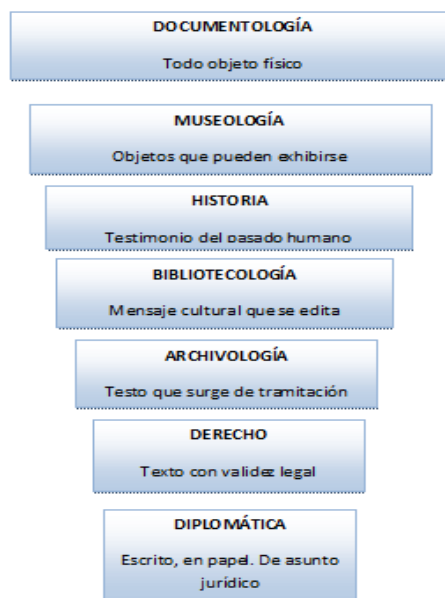 DOCUMENTOLOGÍA
Todo objeto físico
MUSEOLOGÍA
Objetos que pueden exhibirse
HISTORIA
Testimonio del pasado humano
BIBLIOTECOLOGÍA
Mensaje cultural que se edita
ARCHIVOLOGÍA
Testo que surge de tramitación
DERECHO
Texto con validez legal
DIPLOMÁTICA
Escrito, en papel. De asunto
jurídico